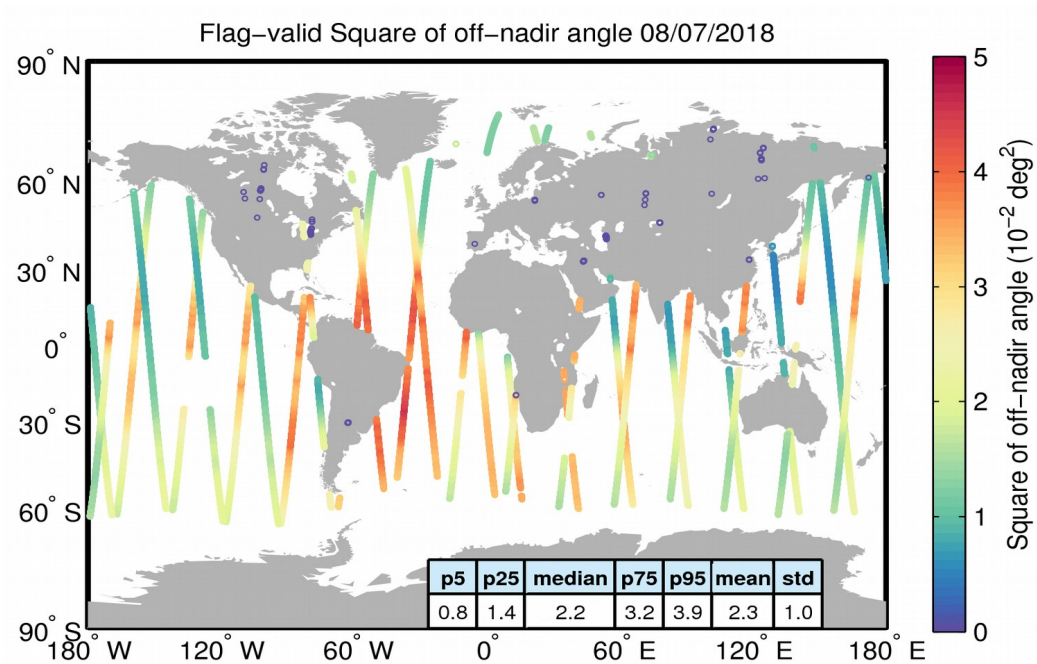 Flag−valid Square of off−nadir angle 08/07/2018
90° N
60° N
30° N
0°
30° S
60° S
90° S
180° W
120° W
60° W
0°
60° E
120° E
180° E
p5 p25 median p75 p95 mean std
0.8 1.4 2.2 3.2 3.9 2.3 1.0
5
4
3
2
1
0
Square of off−nadir angle (10⁻² deg²)